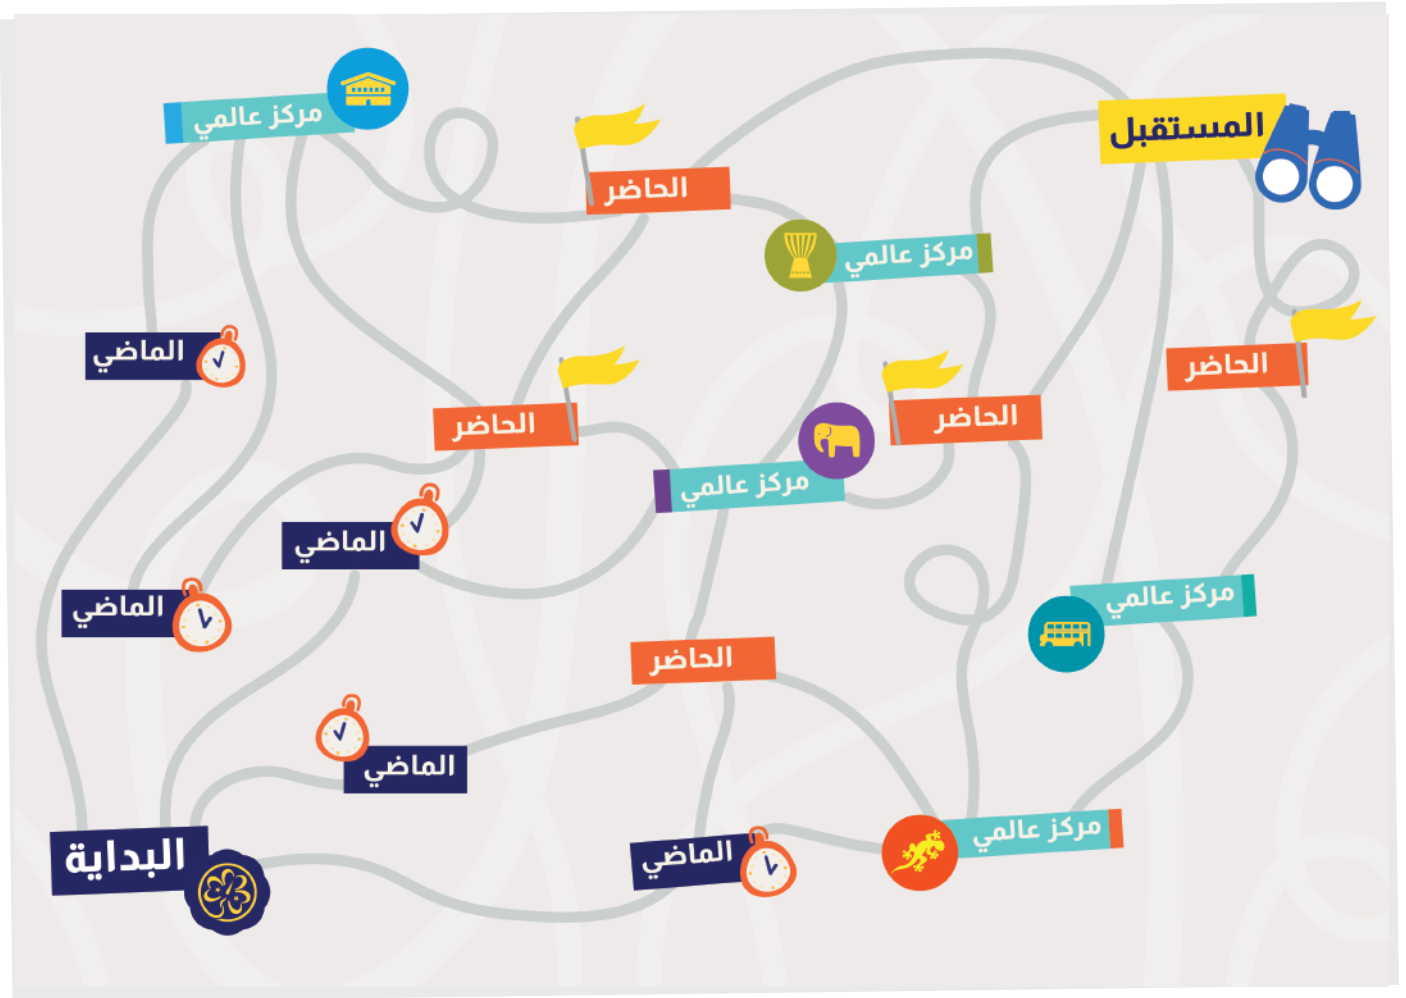 مركز عالمي
المستقبل
الحاضر
مركز عالمي
الماضي
الحاضر
الحاضر
الحاضر
مركز عالمي
الماضي
الماضي
مركز عالمي
الحاضر
الماضي
مركز عالمي
الماضي
البداية